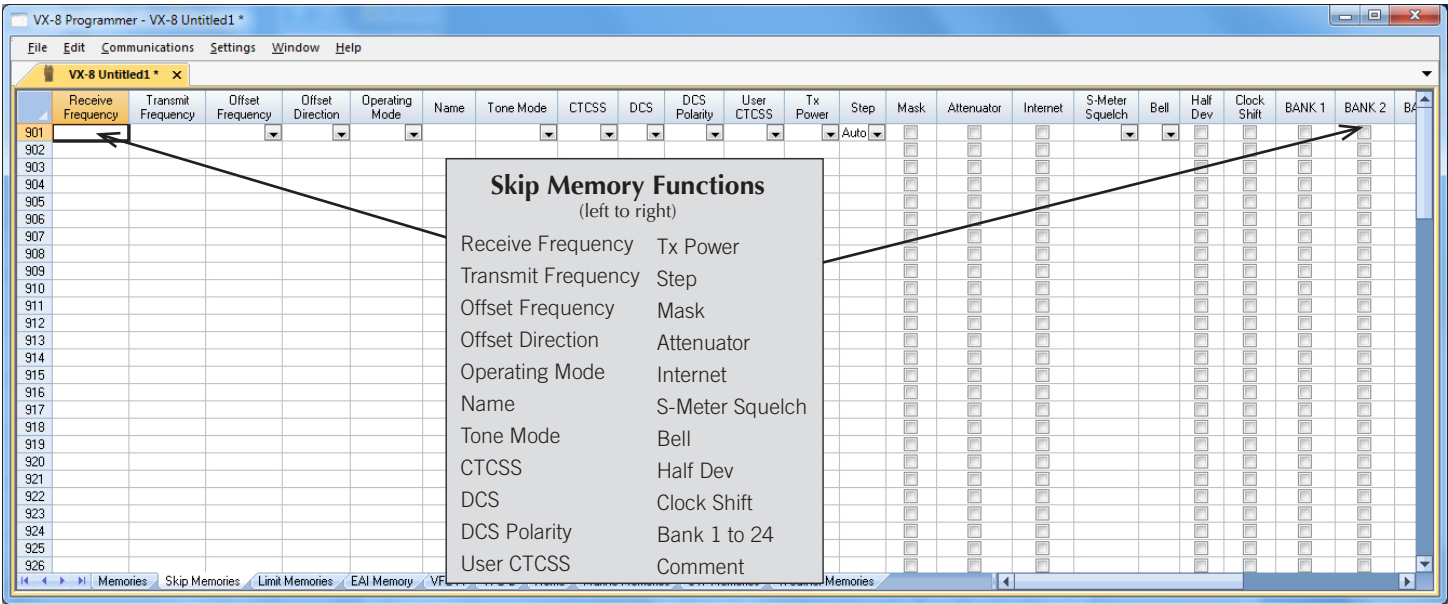 VX-8 Programmer - VX-8 Untitled1 *
File Edit Communications Settings Window Help
VX-8 Untitled1 * X
Receive Frequency Transmit Frequency Offset Frequency Offset Direction Operating Mode Name Tone Mode CTCSS DCS DCS Polarity User CTCSS Tx Power Step Mask Attenuator Internet S-Meter Squelch Bell Half Dev Clock Shift BANK 1 BANK 2
901 Auto
902
903
904
905
906
907
908
909
910
911
912
913
914
915
916
917
918
919
920
921
922
923
924
925
926
Skip Memory Functions
(left to right)
Receive Frequency
Transmit Frequency
Offset Frequency
Offset Direction
Operating Mode
Name
Tone Mode
CTCSS
DCS
DCS Polarity
User CTCSS
Tx Power
Step
Mask
Attenuator
Internet
S-Meter Squelch
Bell
Half Dev
Clock Shift
Bank 1 to 24
Comment
Memories Skip Memories Limit Memories EAI Memory Memories